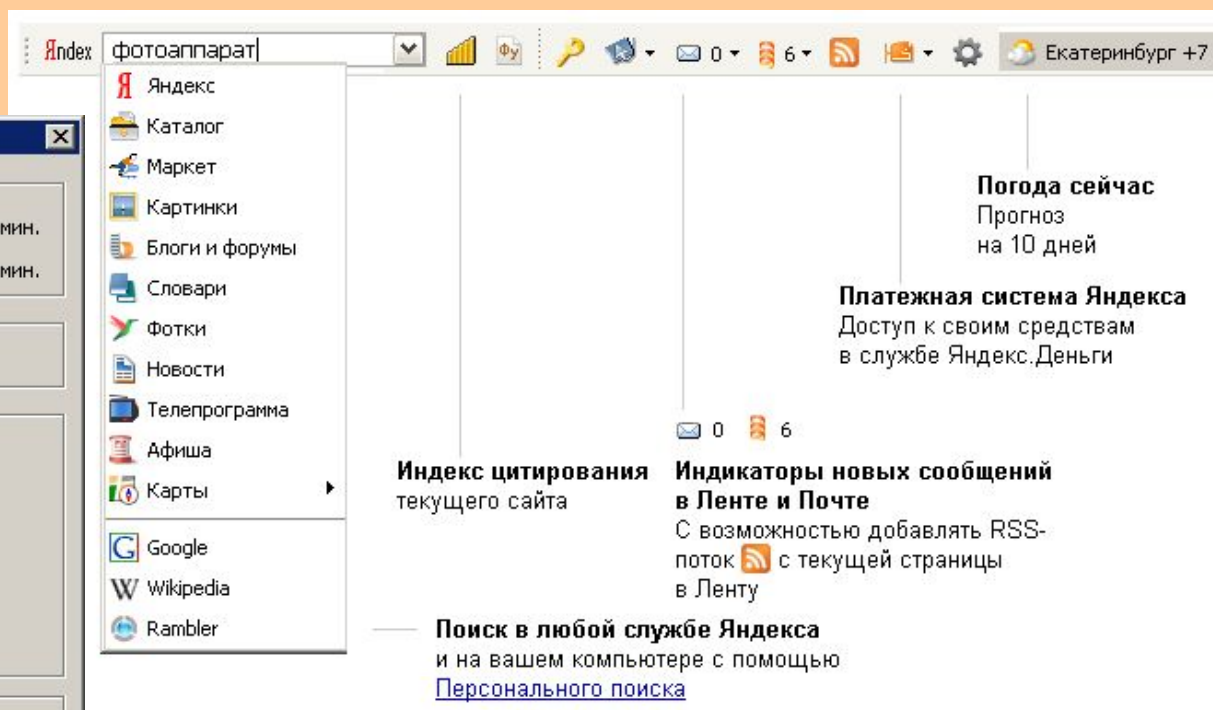 Яndex фотоаппарат 0 6 Екатеринбург +7
Яндекс
Каталог
Маркет
Картинки
Блоги и форумы
Словари
Фотки
Новости
Телепрограмма
Афиша
Карты
Google
Wikipedia
Rambler
мин.
мин.
Погода сейчас
Прогноз
на 10 дней
Платежная система Яндекса
Доступ к своим средствам
в службе Яндекс.Деньги
0 6
Индекс цитирования
текущего сайта
Индикаторы новых сообщений
в Ленте и Почте
С возможностью добавлять RSS-
поток с текущей страницы
в Ленту
Поиск в любой службе Яндекса
и на вашем компьютере с помощью
Персонального поиска